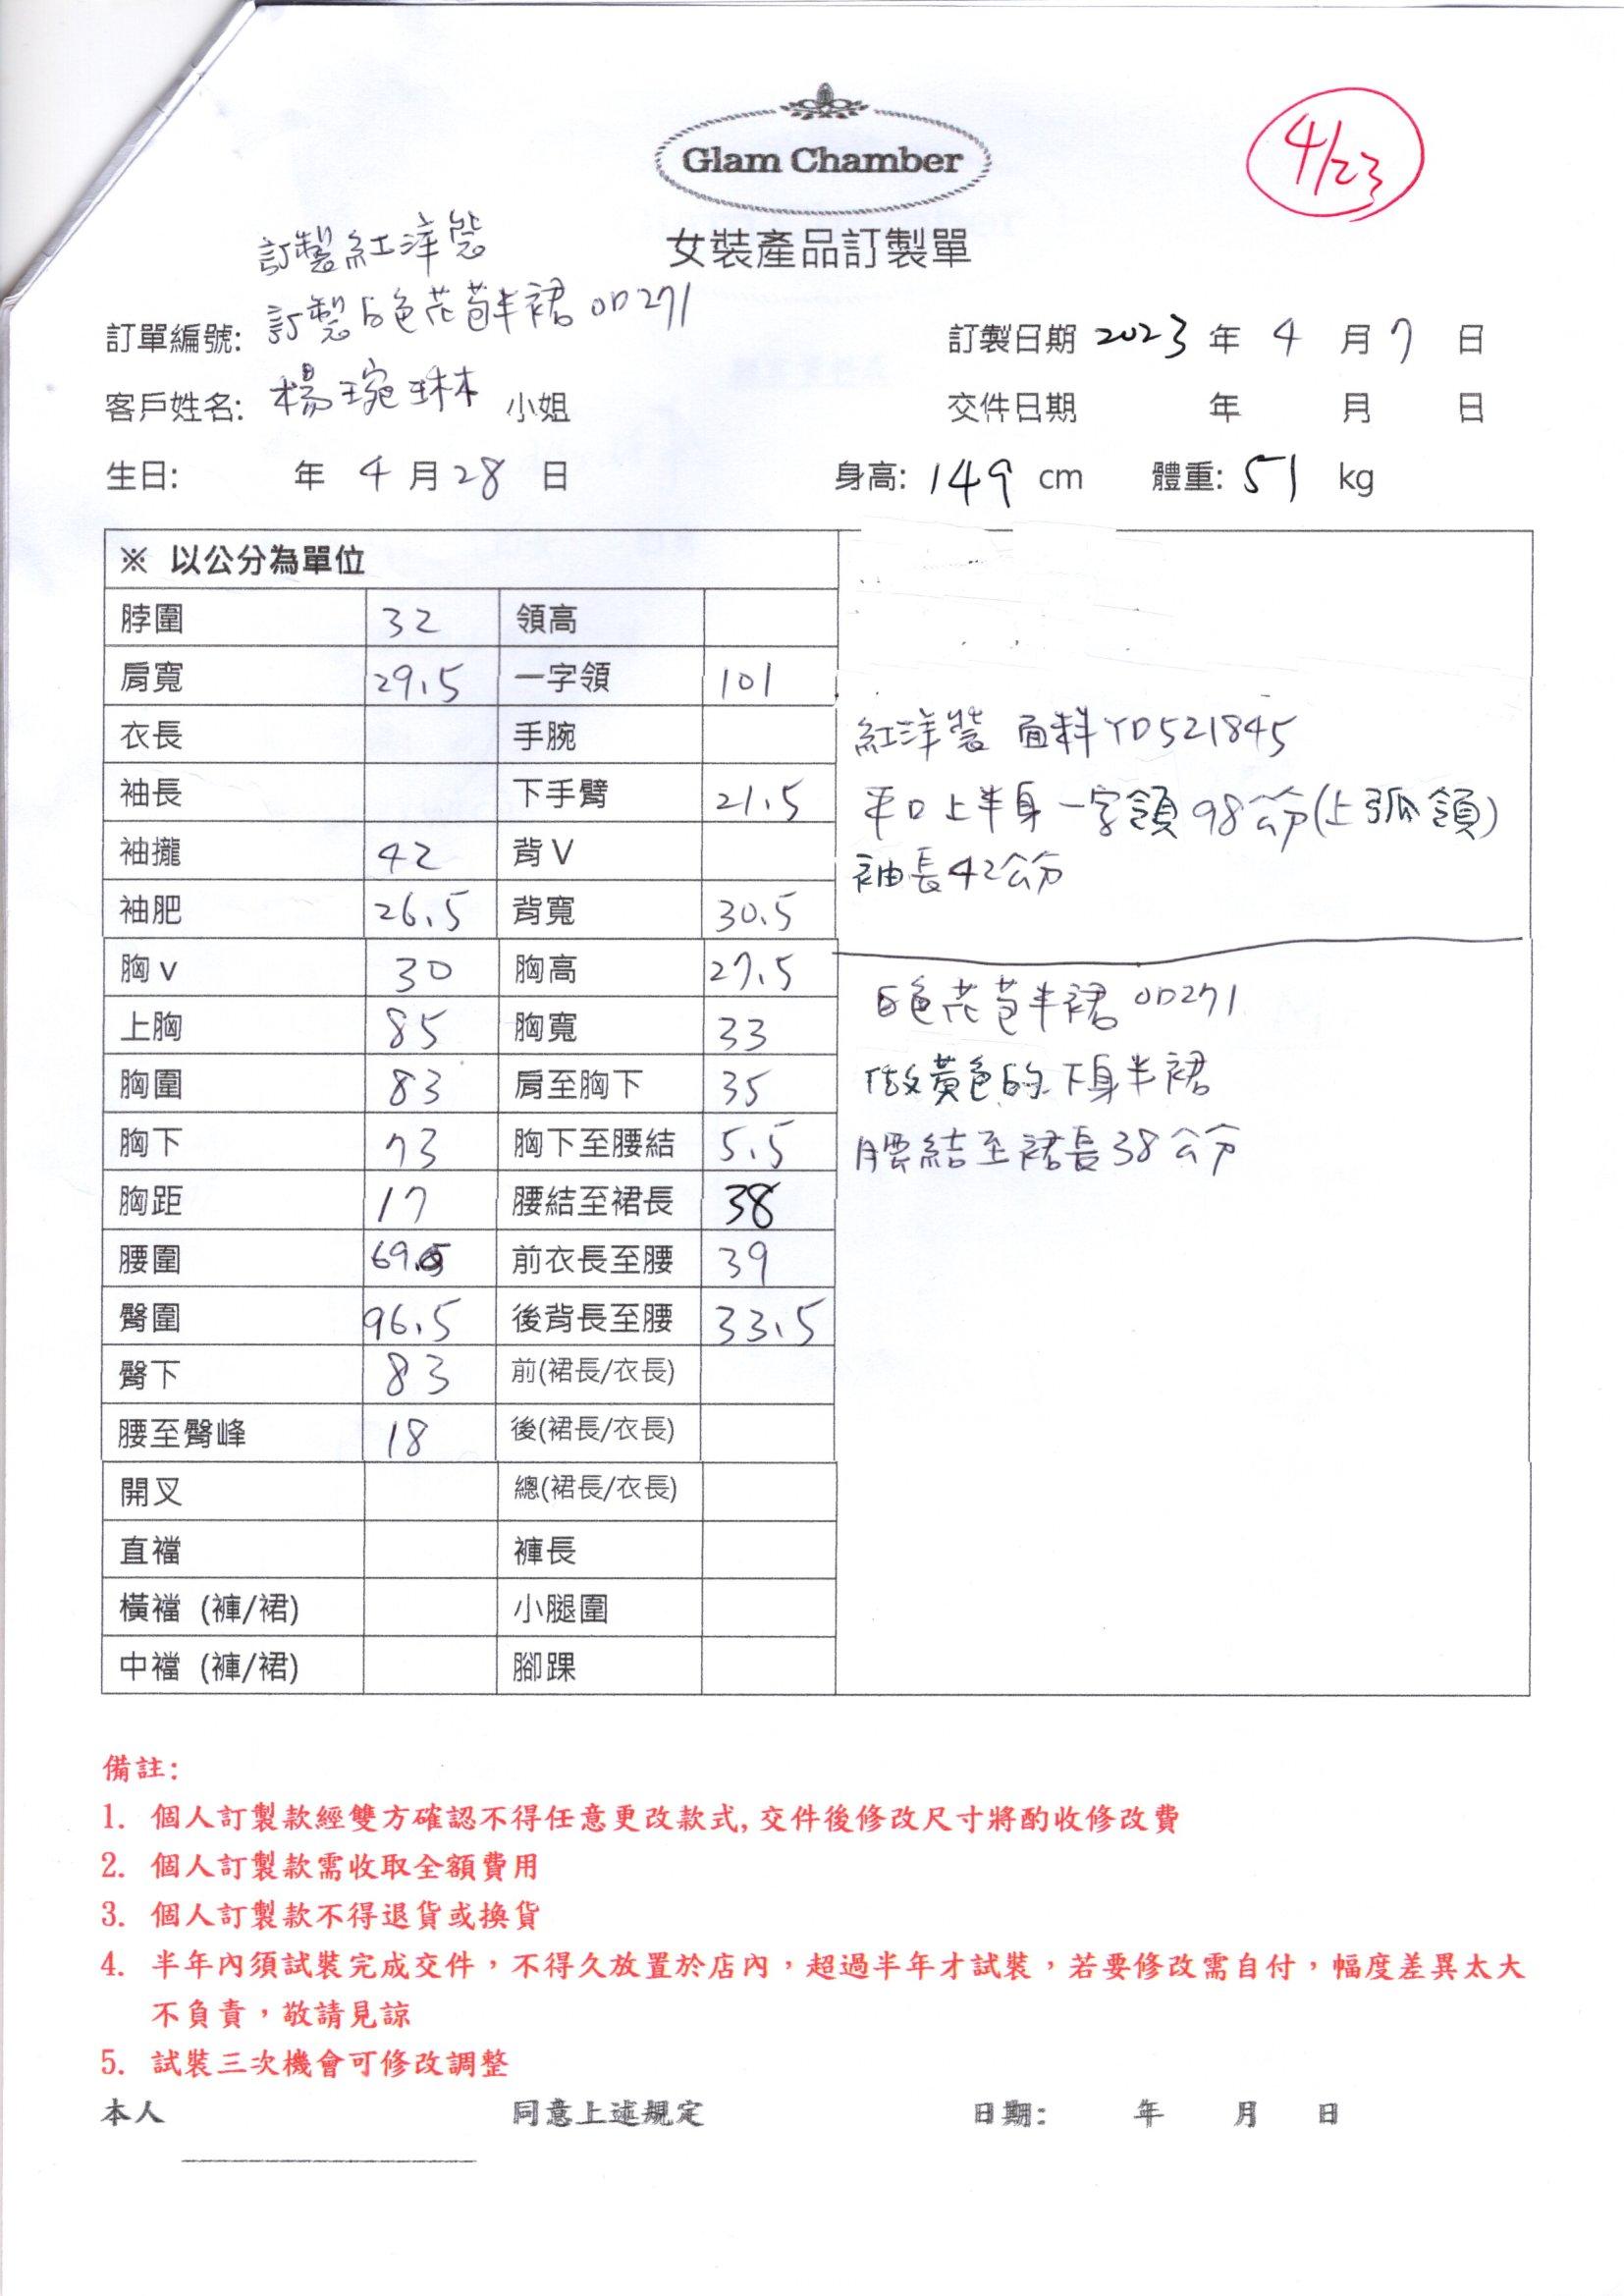 Glam Chamber
4/23
女裝產品訂製單
訂製紅洋裝
訂製白色花苞半裙 OD271
訂單編號:
訂製日期 2023 年 4 月 7 日
客戶姓名: 楊琬琳 小姐
交件日期 年 月 日
生日: 年 4 月 28 日 身高: 149 cm 體重: 51 kg
※ 以公分為單位
脖圍 32 領高
肩寬 29.5 一字領 101
衣長 手腕
袖長 下手臂 21.5
袖攏 42 背V
袖肥 26.5 背寬 30.5
胸v 30 胸高 27.5
上胸 85 胸寬 33
胸圍 83 肩至胸下 35
胸下 73 胸下至腰結 5.5
胸距 17 腰結至裙長 38
腰圍 69. 前衣長至腰 39
臀圍 96.5 後背長至腰 33.5
臀下 83 前(裙長/衣長)
腰至臀峰 18 後(裙長/衣長)
開叉 總(裙長/衣長)
直襠 褲長
橫襠 (褲/裙) 小腿圍
中襠 (褲/裙) 腳踝
紅洋裝 面料YD521845
平口上半身一字領98公分(上弧領)
袖長42公分
白色花苞半裙 OD271
做黃色的下身半裙
腰結至裙長38公分
備註:
1. 個人訂製款經雙方確認不得任意更改款式, 交件後修改尺寸將酌收修改費
2. 個人訂製款需收取全額費用
3. 個人訂製款不得退貨或換貨
4. 半年內須試裝完成交件，不得久放置於店內，超過半年才試裝，若要修改需自付，幅度差異太大
不負責，敬請見諒
5. 試裝三次機會可修改調整
本人 同意上述規定 日期: 年 月 日